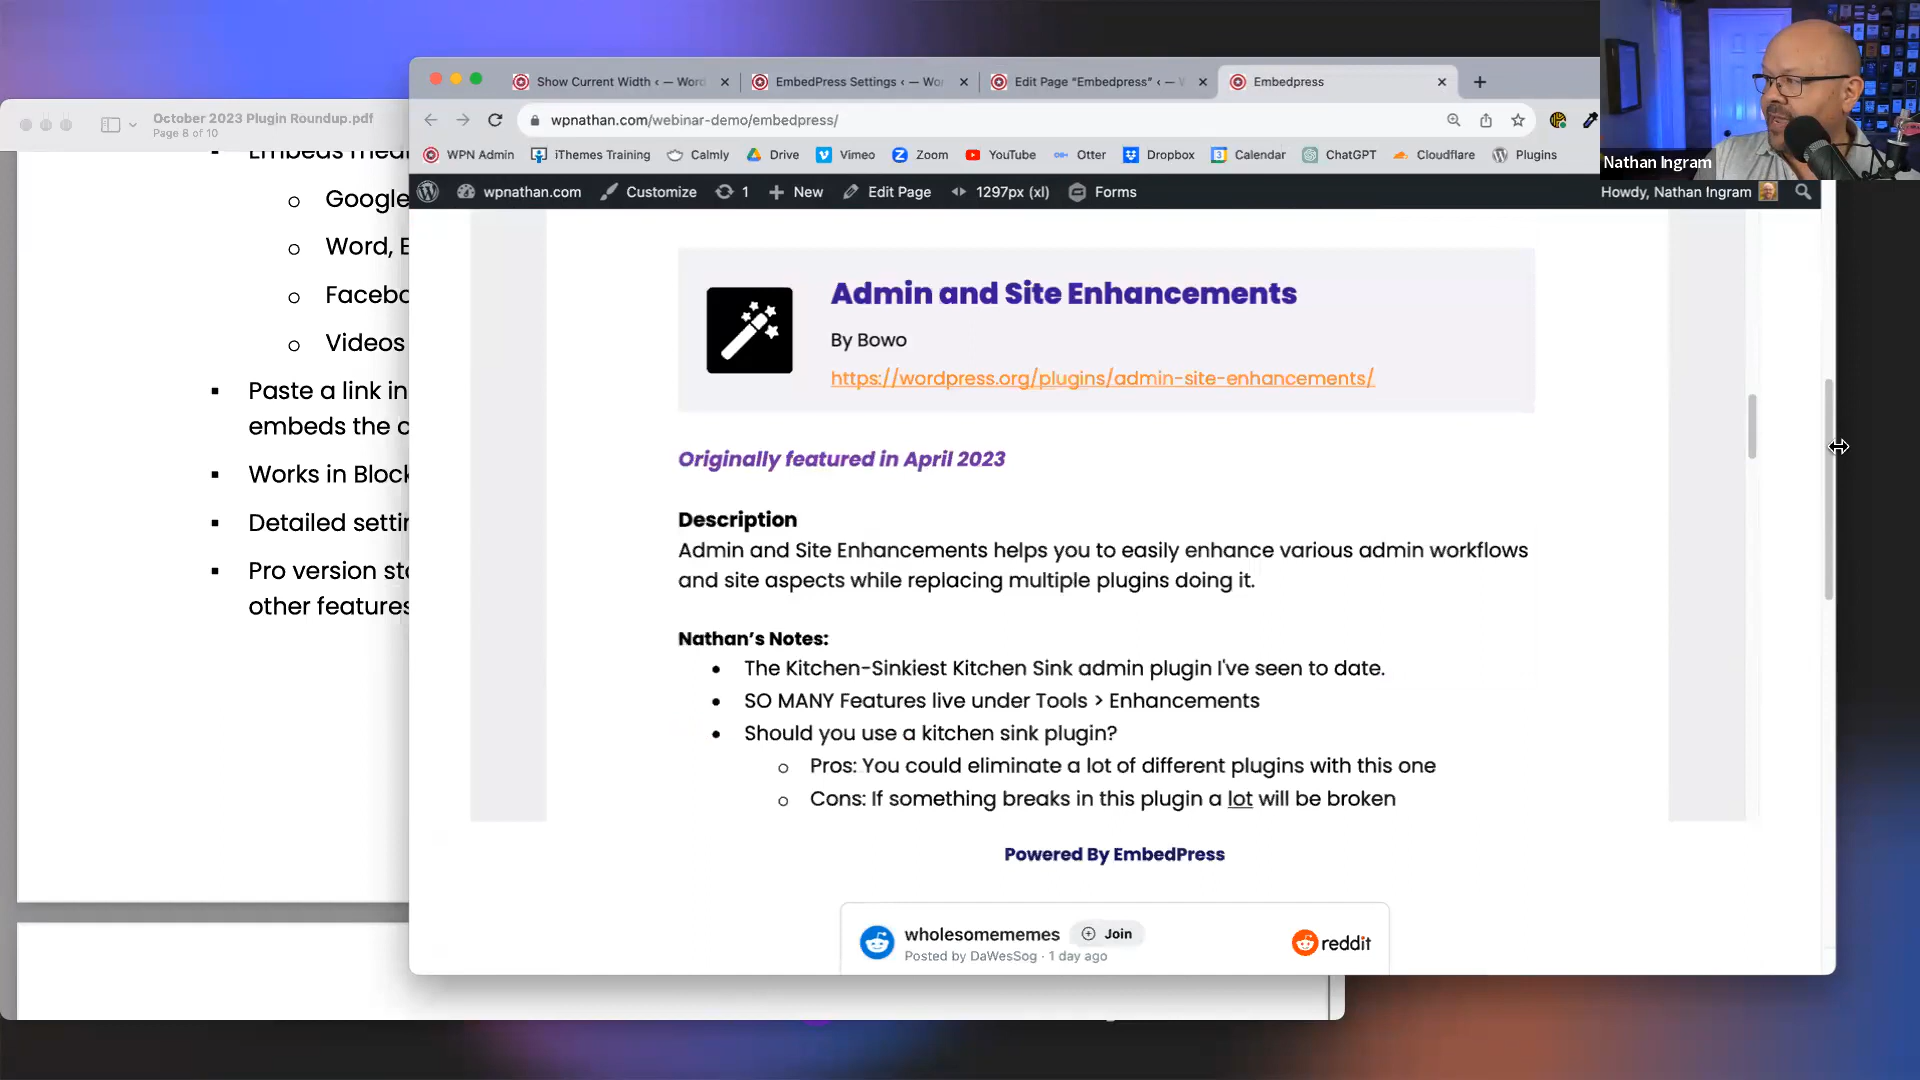 October 2023 Plugin Roundup.pdf
Page 8 of 10
Google
Word,
Videos
Paste a link in
embeds the
Works in
Detailed
Pro version
other features
Show Current Width ‹ — Word
EmbedPress Settings ‹ — Wor
Edit Page “Embedpress” ‹ — W
Embedpress
wpnathan.com/webinar-demo/embedpress/
WPN Admin
iThemes Training
Calmly
Drive
Vimeo
Zoom
YouTube
Otter
Dropbox
Calendar
ChatGPT
Cloudflare
Plugins
wpnathan.com
Customize
1
New
Edit Page
1297px (xl)
Forms
Howdy, Nathan Ingram
Nathan Ingram
Admin and Site Enhancements
By Bowo
https://wordpress.org/plugins/admin-site-enhancements/
Originally featured in April 2023
Description
Admin and Site Enhancements helps you to easily enhance various admin workflows
and site aspects while replacing multiple plugins doing it.
Nathan’s Notes:
The Kitchen-Sinkiest Kitchen Sink admin plugin I've seen to date.
SO MANY Features live under Tools > Enhancements
Should you use a kitchen sink plugin?
Pros: You could eliminate a lot of different plugins with this one
Cons: If something breaks in this plugin a lot will be broken
Powered By EmbedPress
wholesomememes
Join
Posted by DaWesSog · 1 day ago
reddit